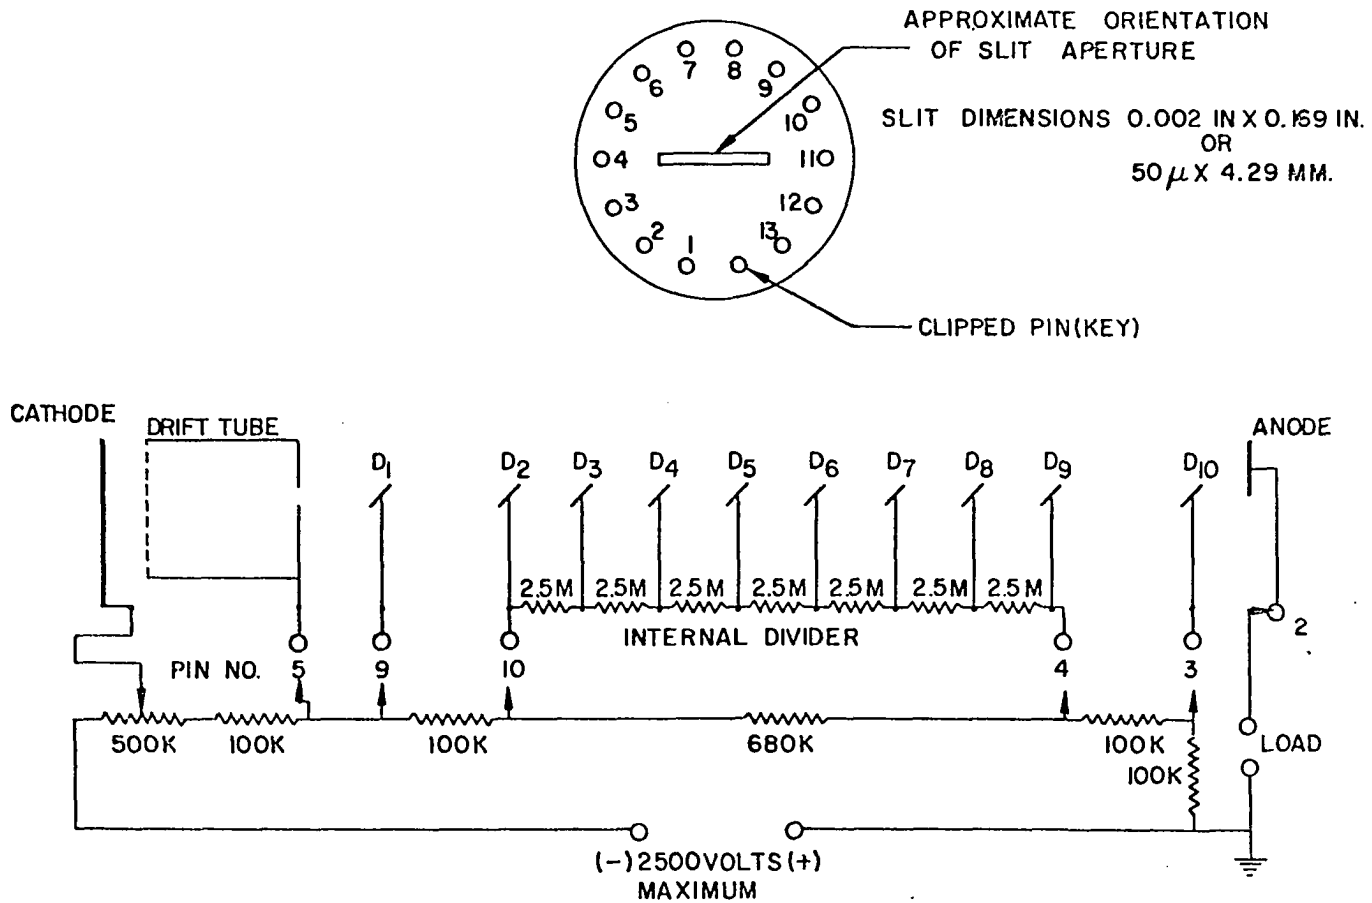 APPROXIMATE ORIENTATION
OF SLIT APERTURE
7 8
6 9
5 10
4 11
3 12
2 1 13
SLIT DIMENSIONS 0.002 IN X 0.169 IN.
OR
50 μ X 4.29 MM.
CLIPPED PIN(KEY)
CATHODE
DRIFT TUBE
ANODE
D1 D2 D3 D4 D5 D6 D7 D8 D9 D10
2.5M 2.5M 2.5M 2.5M 2.5M 2.5M 2.5M
INTERNAL DIVIDER
2
PIN NO. 5 9 10 4 3
500K 100K 100K 680K 100K
LOAD
100K
(-) 2500 VOLTS (+)
MAXIMUM